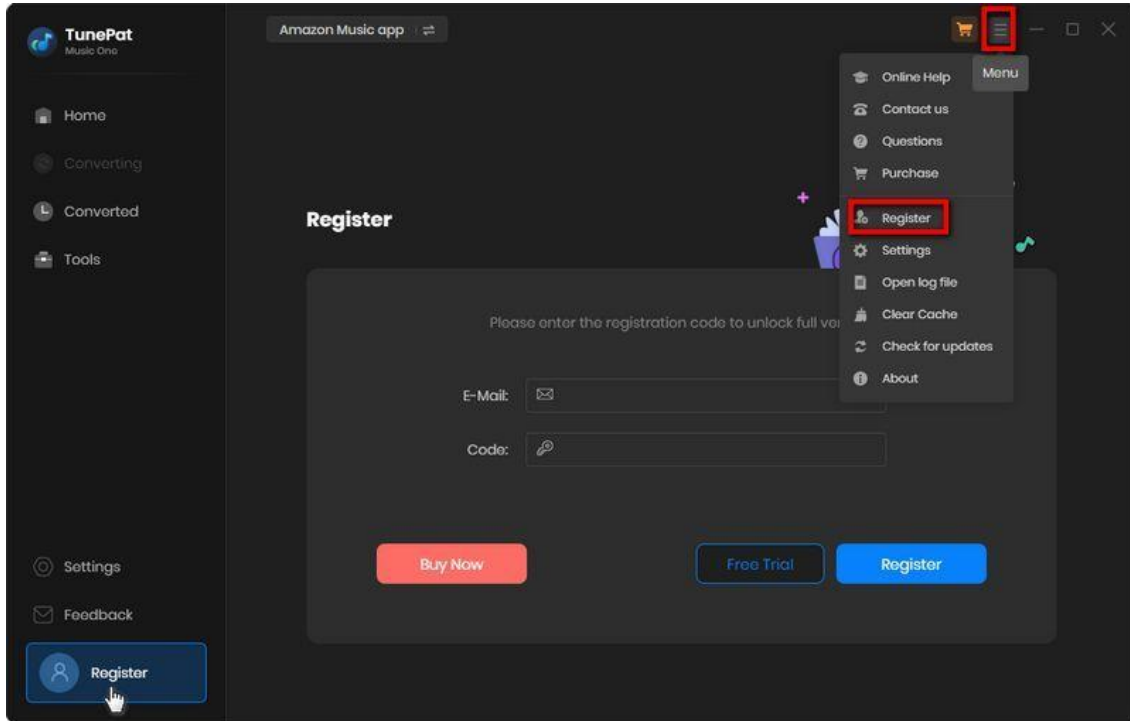 TunePat
Music One
Amazon Music app
Menu
Home
Converting
Converted
Tools
Settings
Feedback
Register
Online Help
Contact us
Questions
Purchase
Register
Settings
Open log file
Clear Cache
Check for updates
About
Register
Please enter the registration code to unlock full
E-Mail:
Code:
Buy Now
Free Trial
Register